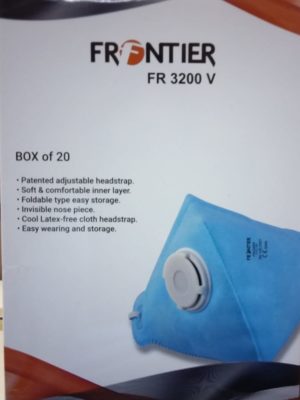 FRONTIER
FR 3200 V
BOX of 20
• Patented adjustable headstrap.
• Soft & comfortable inner layer.
• Foldable type easy storage.
• Invisible nose piece.
• Cool Latex-free cloth headstrap.
• Easy wearing and storage.
FRONTIER